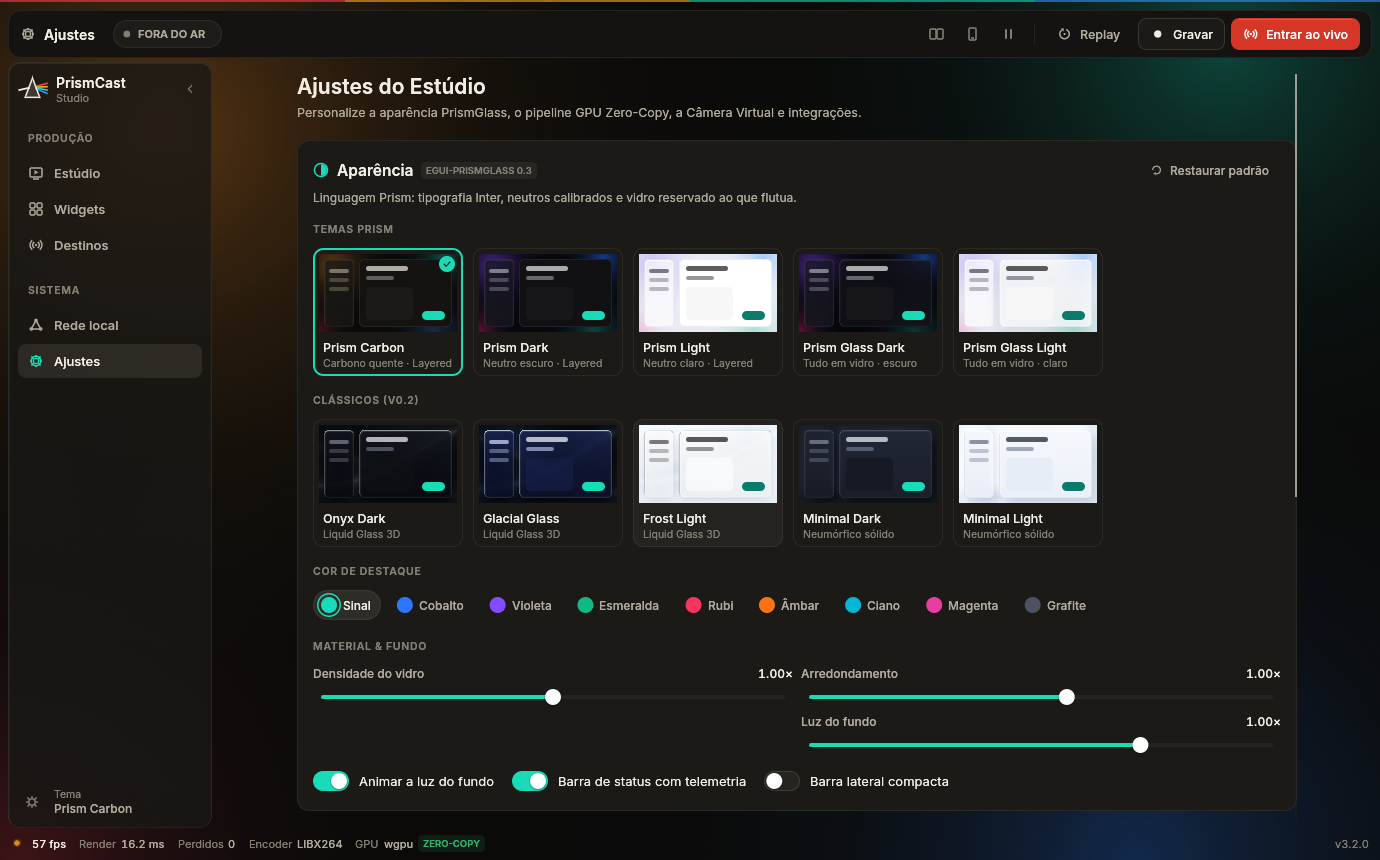 Ajustes
FORA DO AR
Replay
Gravar
Entrar ao vivo
PrismCast
Studio
PRODUÇÃO
Estúdio
Widgets
Destinos
SISTEMA
Rede local
Ajustes
Tema
Prism Carbon
Ajustes do Estúdio
Personalize a aparência PrismGlass, o pipeline GPU Zero-Copy, a Câmera Virtual e integrações.
Aparência
EGUI-PRISMGLASS 0.3
Restaurar padrão
Linguagem Prism: tipografia Inter, neutros calibrados e vidro reservado ao que flutua.
TEMAS PRISM
Prism Carbon
Carbono quente · Layered
Prism Dark
Neutro escuro · Layered
Prism Light
Neutro claro · Layered
Prism Glass Dark
Tudo em vidro · escuro
Prism Glass Light
Tudo em vidro · claro
CLÁSSICOS (V0.2)
Onyx Dark
Liquid Glass 3D
Glacial Glass
Liquid Glass 3D
Frost Light
Liquid Glass 3D
Minimal Dark
Neumórfico sólido
Minimal Light
Neumórfico sólido
COR DE DESTAQUE
Sinal
Cobalto
Violeta
Esmeralda
Rubi
Âmbar
Ciano
Magenta
Grafite
MATERIAL & FUNDO
Densidade do vidro 1.00×
Arredondamento 1.00×
Luz do fundo 1.00×
Animar a luz do fundo
Barra de status com telemetria
Barra lateral compacta
57 fps Render 16.2 ms Perdidos 0 Encoder LIBX264 GPU wgpu ZERO-COPY
v3.2.0